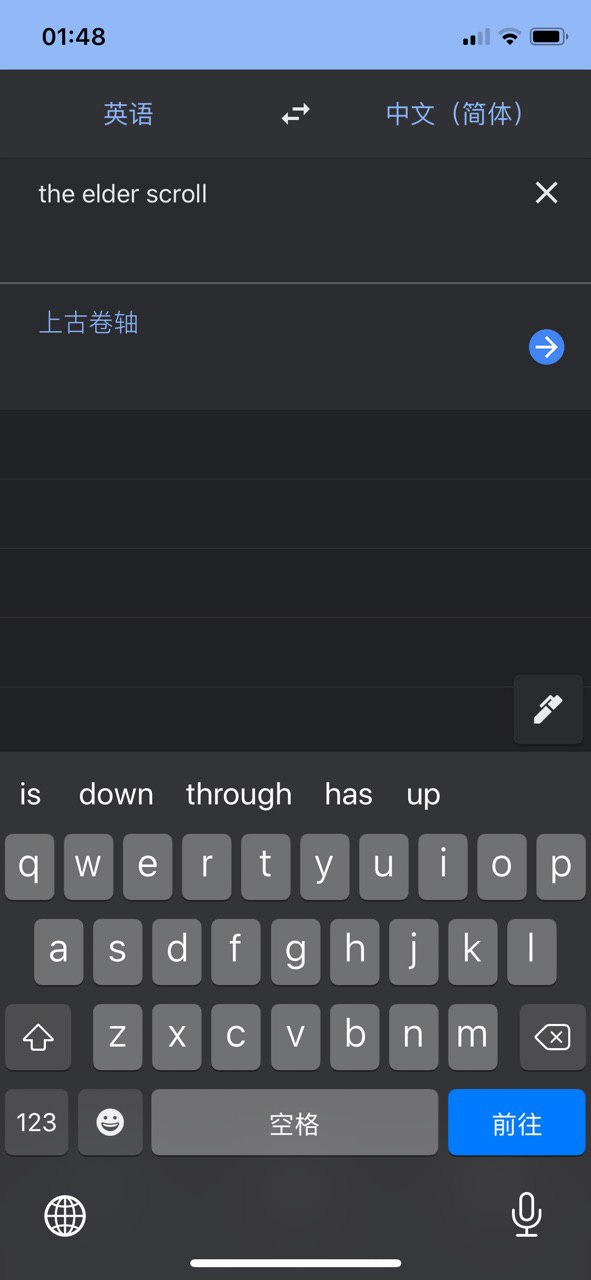 01:48
英语 中文（简体）
the elder scroll
上古卷轴
is down through has up
q w e r t y u i o p
a s d f g h j k l
z x c v b n m
123 空格 前往